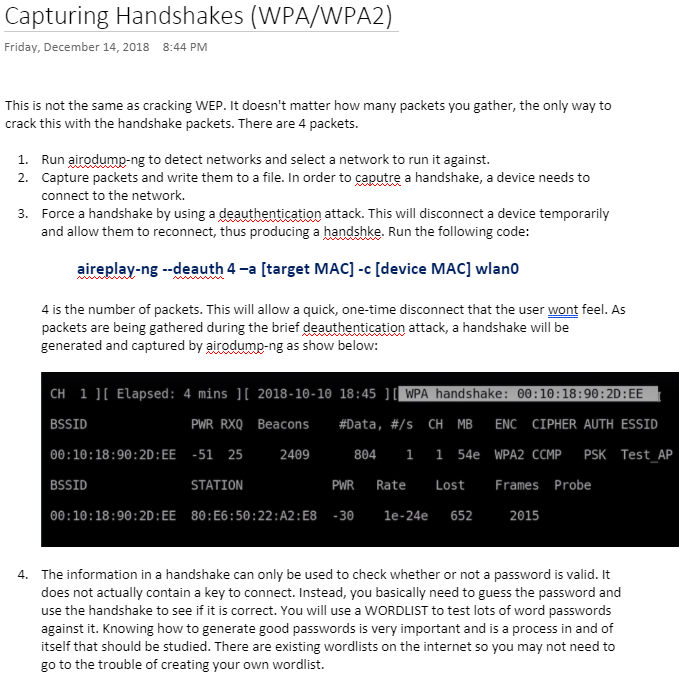 Capturing Handshakes (WPA/WPA2)
Friday, December 14, 2018 8:44 PM
This is not the same as cracking WEP. It doesn't matter how many packets you gather, the only way to
crack this with the handshake packets. There are 4 packets.
1. Run airodump-ng to detect networks and select a network to run it against.
2. Capture packets and write them to a file. In order to caputre a handshake, a device needs to
connect to the network.
3. Force a handshake by using a deauthentication attack. This will disconnect a device temporarily
and allow them to reconnect, thus producing a handshke. Run the following code:
aireplay-ng --deauth 4 –a [target MAC] -c [device MAC] wlan0
4 is the number of packets. This will allow a quick, one-time disconnect that the user wont feel. As
packets are being gathered during the brief deauthentication attack, a handshake will be
generated and captured by airodump-ng as show below:
CH 1 ][ Elapsed: 4 mins ][ 2018-10-10 18:45 ][ WPA handshake: 00:10:18:90:2D:EE
BSSID PWR RXQ Beacons #Data, #/s CH MB ENC CIPHER AUTH ESSID
00:10:18:90:2D:EE -51 25 2409 804 1 1 54e WPA2 CCMP PSK Test_AP
BSSID STATION PWR Rate Lost Frames Probe
00:10:18:90:2D:EE 80:E6:50:22:A2:E8 -30 1e-24e 652 2015
4. The information in a handshake can only be used to check whether or not a password is valid. It
does not actually contain a key to connect. Instead, you basically need to guess the password and
use the handshake to see if it is correct. You will use a WORDLIST to test lots of word passwords
against it. Knowing how to generate good passwords is very important and is a process in and of
itself that should be studied. There are existing wordlists on the internet so you may not need to
go to the trouble of creating your own wordlist.